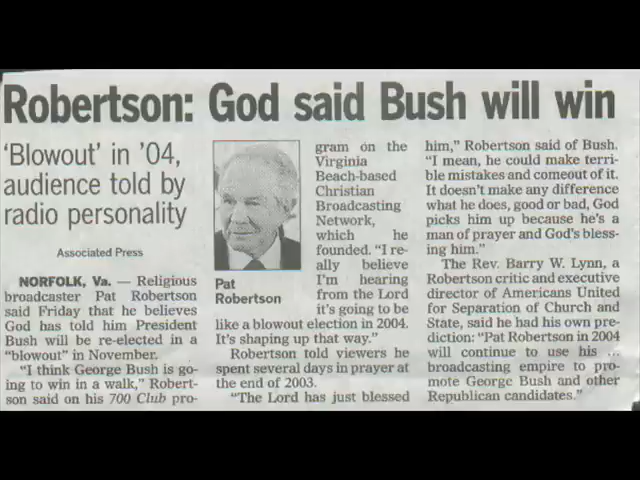 Robertson: God said Bush will win
'Blowout' in '04,
audience told by
radio personality
Associated Press
NORFOLK, Va. — Religious
broadcaster Pat Robertson
said Friday that he believes
God has told him President
Bush will be re-elected in a
"blowout" in November.
"I think George Bush is go-
ing to win in a walk," Robert-
son said on his 700 Club pro-
Pat
Robertson
gram on the
Virginia
Beach-based
Christian
Broadcasting
Network,
which he
founded. "I re-
ally believe
I'm hearing
from the Lord
it's going to be
like a blowout election in 2004.
It's shaping up that way."
Robertson told viewers he
spent several days in prayer at
the end of 2003.
"The Lord has just blessed
him," Robertson said of Bush.
"I mean, he could make terri-
ble mistakes and comeout of it.
It doesn't make any difference
what he does, good or bad, God
picks him up because he's a
man of prayer and God's bless-
ing him."
The Rev. Barry W. Lynn, a
Robertson critic and executive
director of Americans United
for Separation of Church and
State, said he had his own pre-
diction: "Pat Robertson in 2004
will continue to use his ...
broadcasting empire to pro-
mote George Bush and other
Republican candidates."